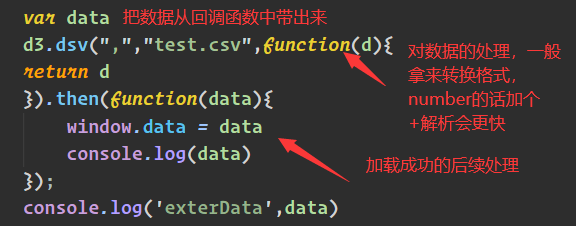 var data 把数据从回调函数中带出来
d3.dsv(",","test.csv",function(d){
return d
}).then(function(data){
window.data = data
console.log(data)
});
console.log('exterData',data)
对数据的处理，一般
拿来转换格式，
number的话加个
+解析会更快
加载成功的后续处理